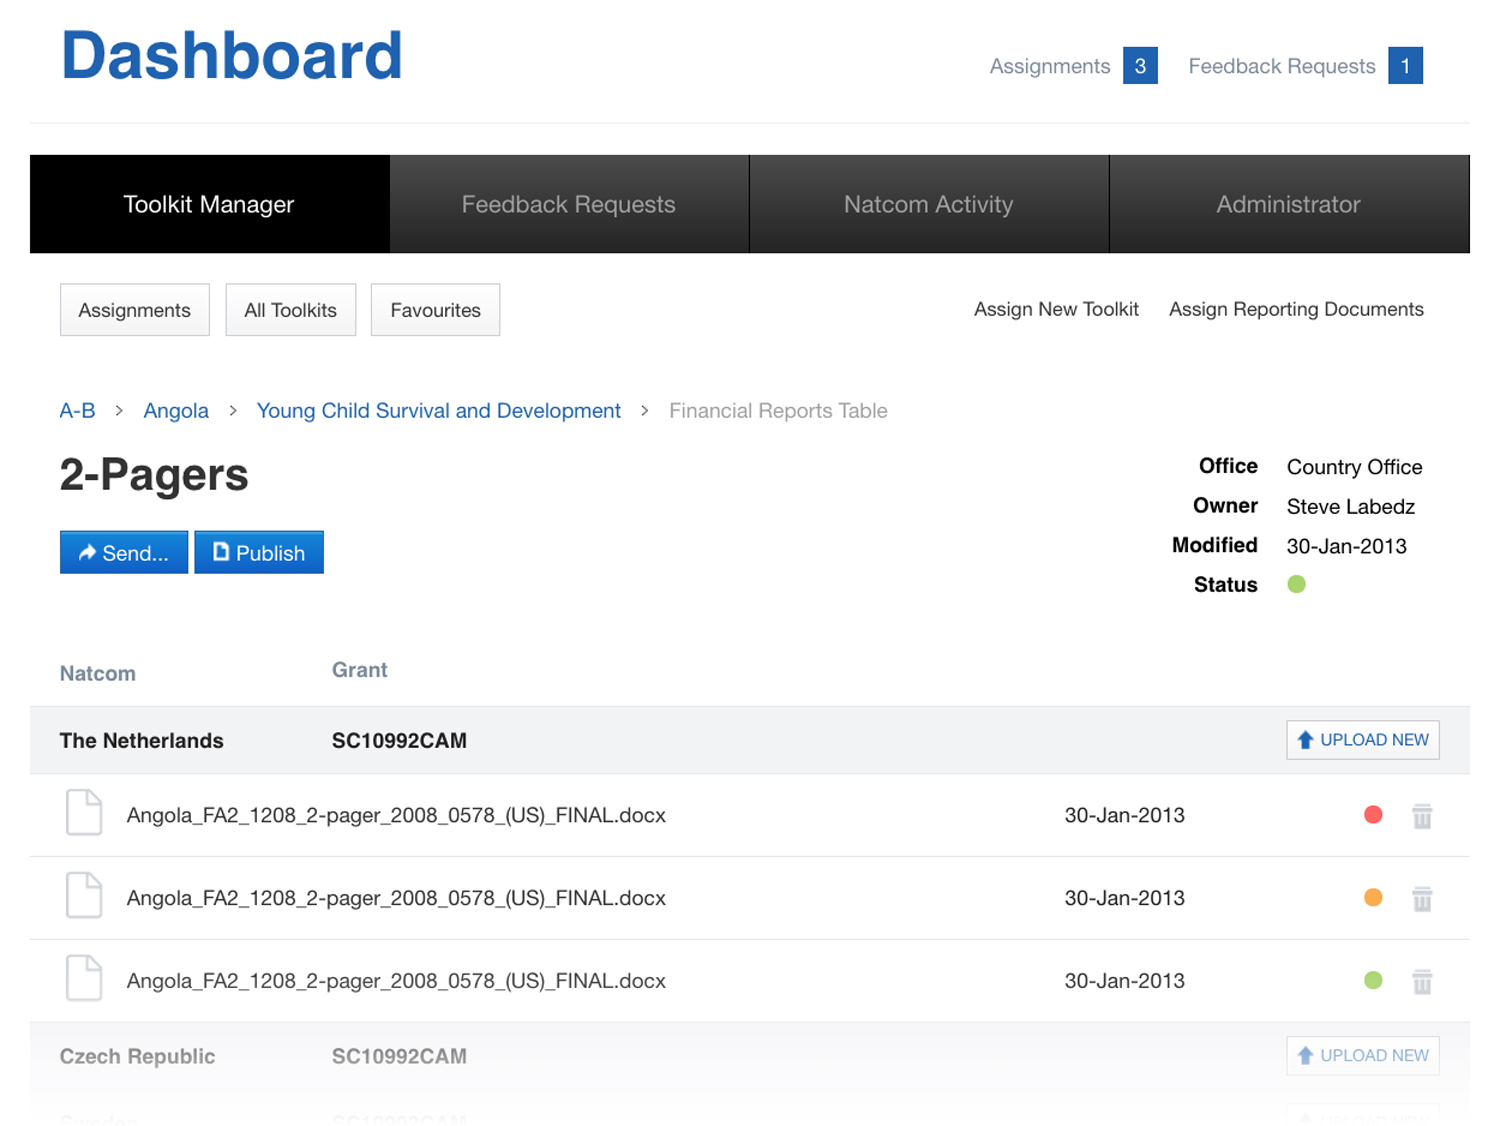 Dashboard
Assignments 3 Feedback Requests 1
Toolkit Manager Feedback Requests Natcom Activity Administrator
Assignments All Toolkits Favourites Assign New Toolkit Assign Reporting Documents
A-B > Angola > Young Child Survival and Development > Financial Reports Table
2-Pagers
Office Country Office
Owner Steve Labedz
Modified 30-Jan-2013
Status
Send... Publish
Natcom Grant
The Netherlands SC10992CAM UPLOAD NEW
Angola_FA2_1208_2-pager_2008_0578_(US)_FINAL.docx 30-Jan-2013
Angola_FA2_1208_2-pager_2008_0578_(US)_FINAL.docx 30-Jan-2013
Angola_FA2_1208_2-pager_2008_0578_(US)_FINAL.docx 30-Jan-2013
Czech Republic SC10992CAM UPLOAD NEW
Sweden SC10992CAM UPLOAD NEW